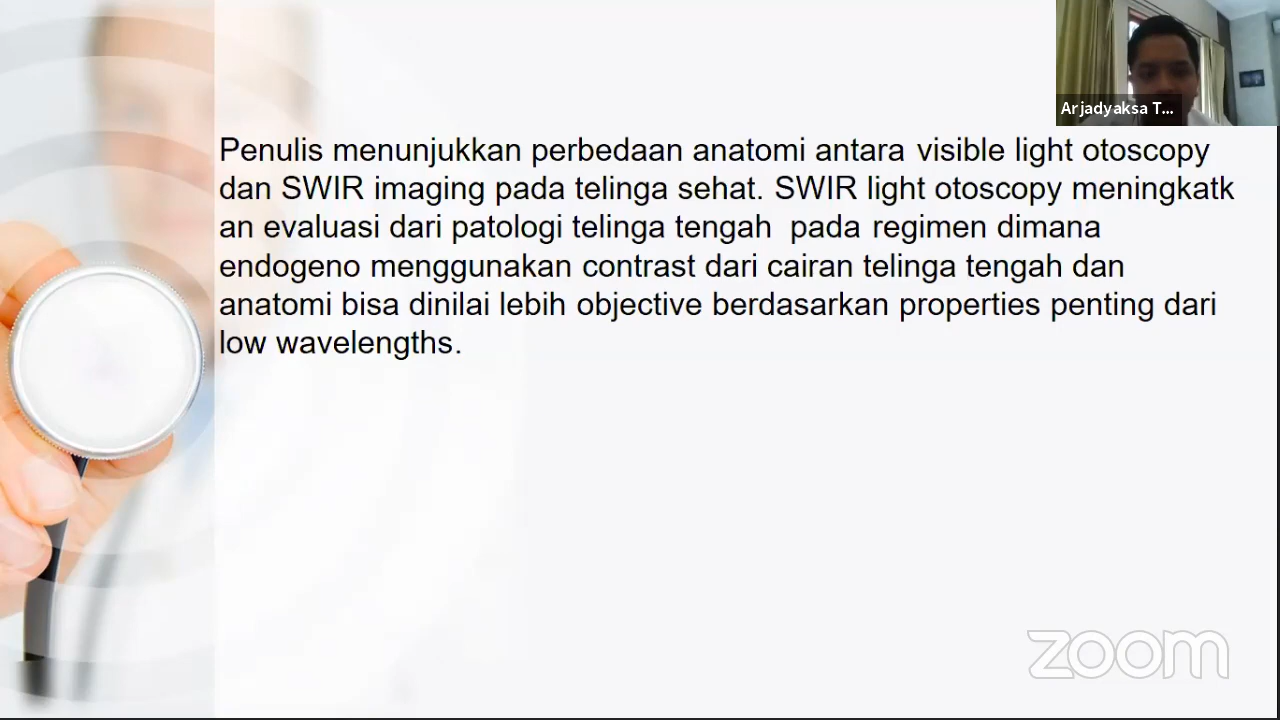 Arjadyaksa T...
Penulis menunjukkan perbedaan anatomi antara visible light otoscopy
dan SWIR imaging pada telinga sehat. SWIR light otoscopy meningkatk
an evaluasi dari patologi telinga tengah pada regimen dimana
endogeno menggunakan contrast dari cairan telinga tengah dan
anatomi bisa dinilai lebih objective berdasarkan properties penting dari
low wavelengths.
zoom